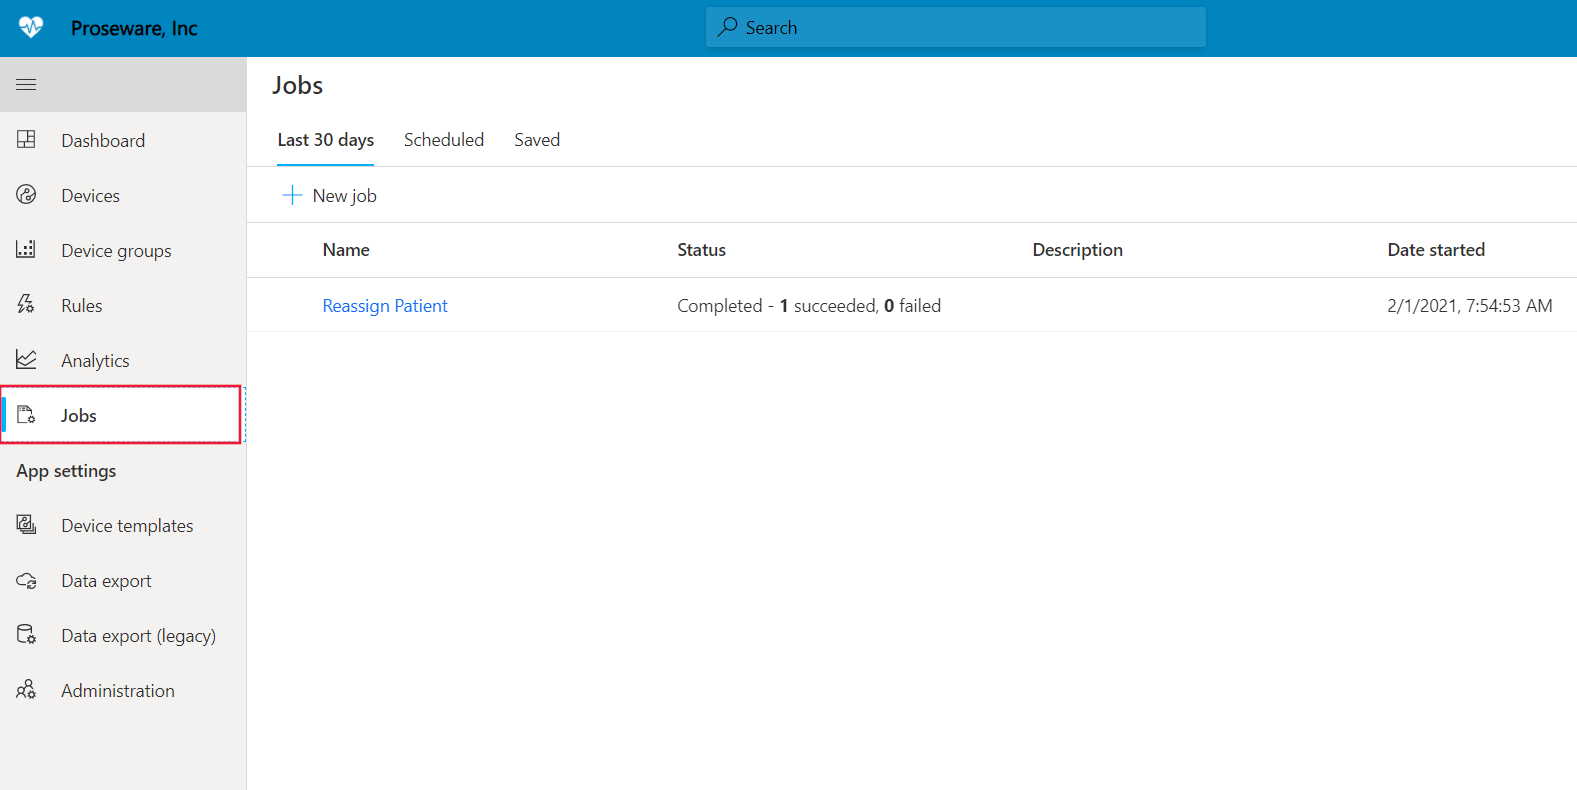 Proseware, Inc
Search
Dashboard
Devices
Device groups
Rules
Analytics
Jobs
App settings
Device templates
Data export
Data export (legacy)
Administration
Jobs
Last 30 days Scheduled Saved
New job
Name Status Description Date started
Reassign Patient Completed - 1 succeeded, 0 failed 2/1/2021, 7:54:53 AM